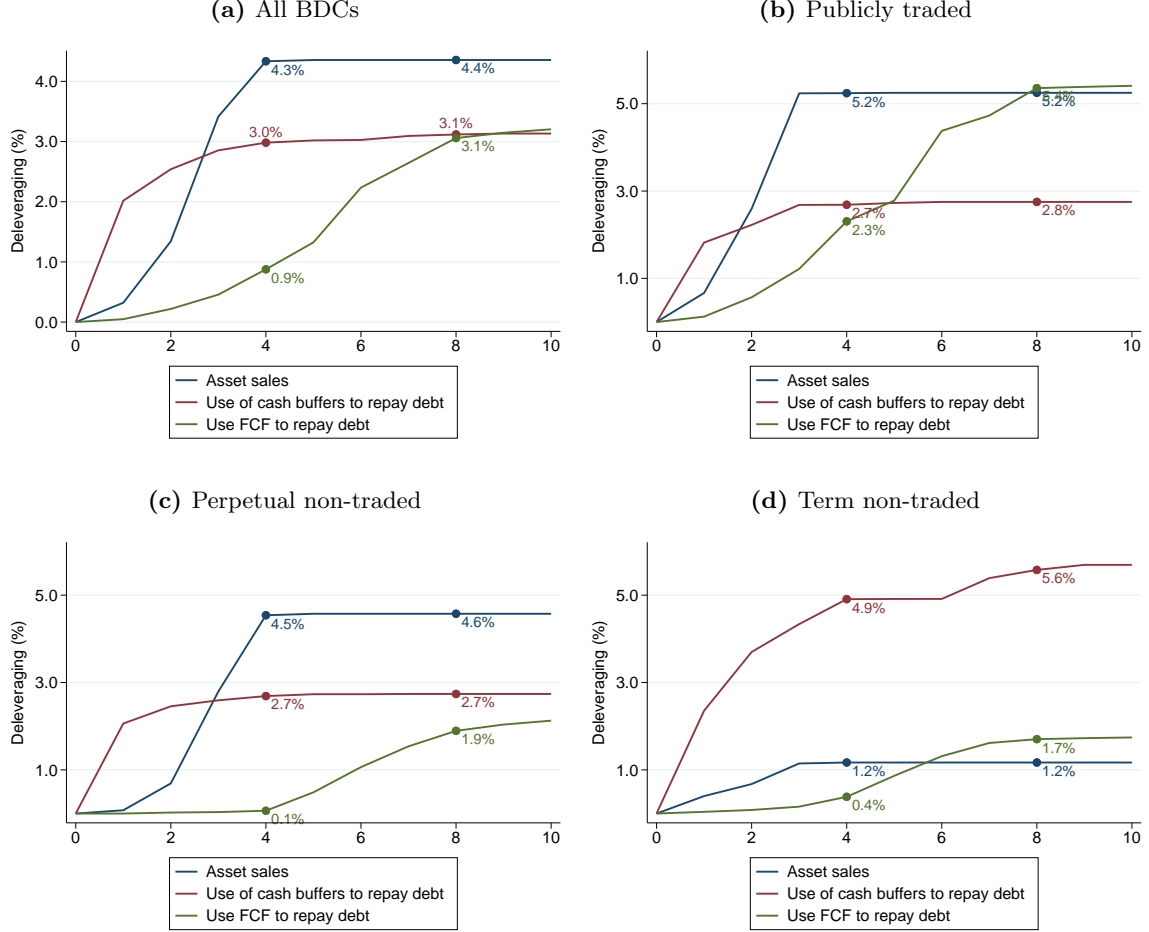 (a) All BDCs
Deleveraging (%)
4.0
3.0
2.0
1.0
0.0
4.3%
4.4%
3.0%
3.1%
3.1%
0.9%
0 2 4 6 8 10
Asset sales
Use of cash buffers to repay debt
Use FCF to repay debt
(b) Publicly traded
Deleveraging (%)
5.0
3.0
1.0
5.2%
5.4%
5.2%
2.7%
2.3%
2.8%
0 2 4 6 8 10
Asset sales
Use of cash buffers to repay debt
Use FCF to repay debt
(c) Perpetual non-traded
Deleveraging (%)
5.0
3.0
1.0
4.5%
4.6%
2.7%
2.7%
1.9%
0.1%
0 2 4 6 8 10
Asset sales
Use of cash buffers to repay debt
Use FCF to repay debt
(d) Term non-traded
Deleveraging (%)
5.0
3.0
1.0
4.9%
5.6%
1.7%
1.2%
1.2%
0.4%
0 2 4 6 8 10
Asset sales
Use of cash buffers to repay debt
Use FCF to repay debt